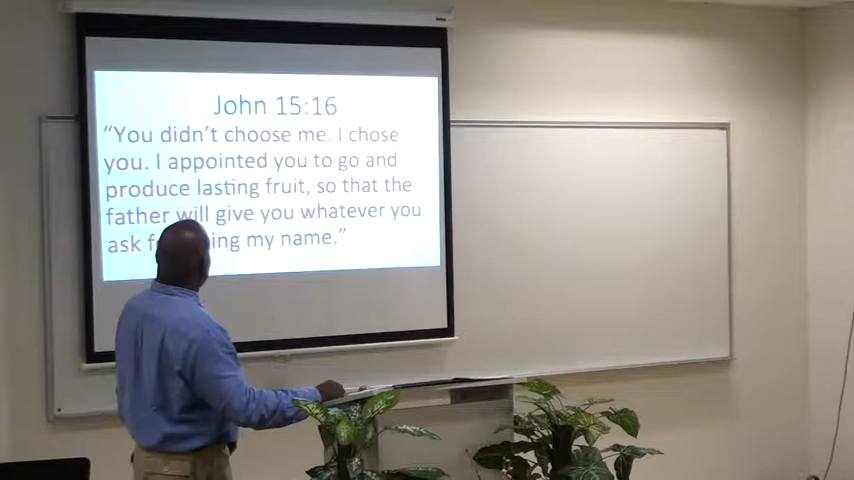 John 15:16
“You didn’t choose me. I chose
you. I appointed you to go and
produce lasting fruit, so that the
father will give you whatever you
ask using my name.”